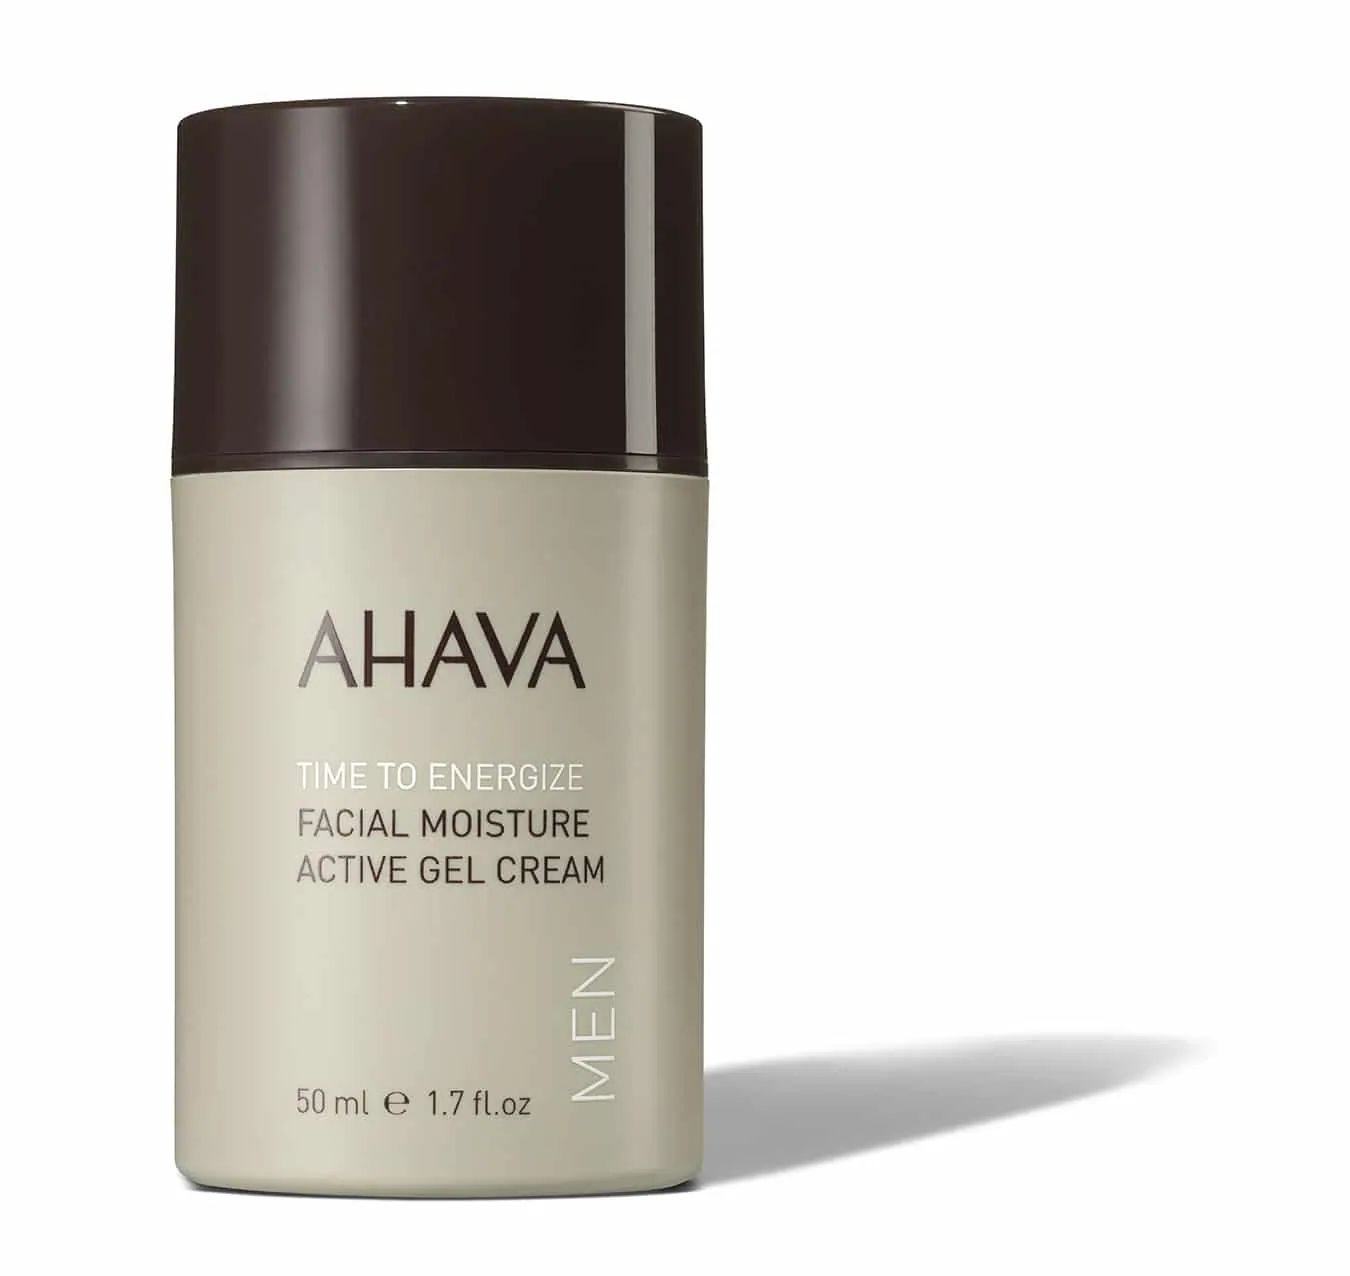 AHAVA
TIME TO ENERGIZE
FACIAL MOISTURE
ACTIVE GEL CREAM
MEN
50 ml ℮ 1.7 fl.oz